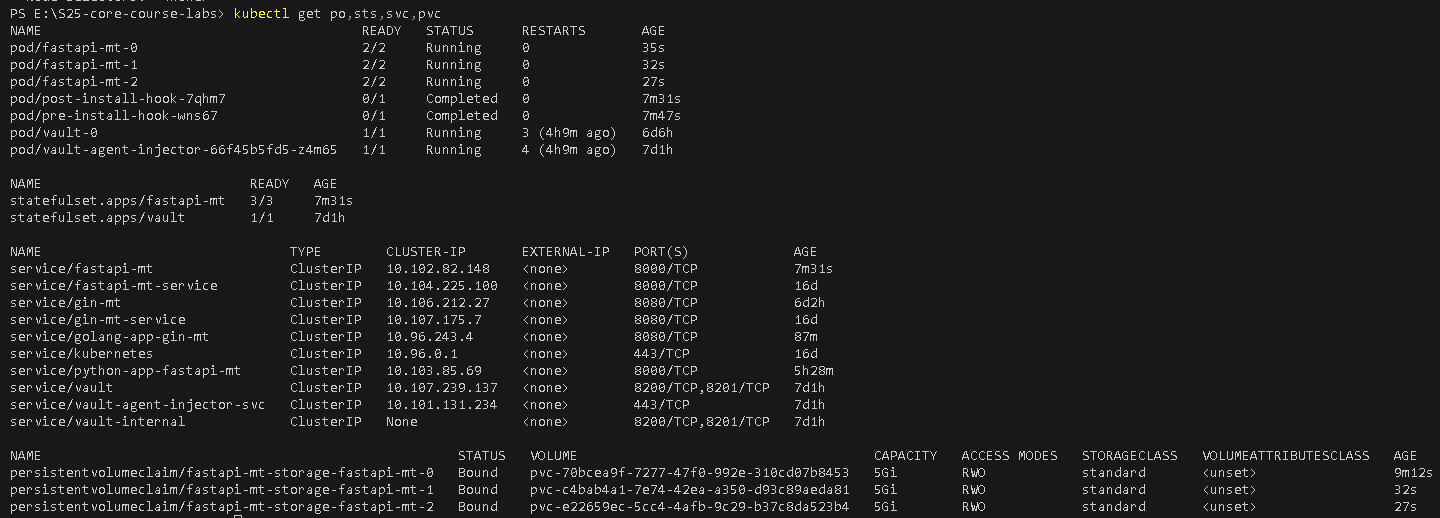 PS E:\S25-core-course-labs> kubectl get po,sts,svc,pvc
NAME READY STATUS RESTARTS AGE
pod/fastapi-mt-0 2/2 Running 0 35s
pod/fastapi-mt-1 2/2 Running 0 32s
pod/fastapi-mt-2 2/2 Running 0 27s
pod/post-install-hook-7qhm7 0/1 Completed 0 7m31s
pod/pre-install-hook-wns67 0/1 Completed 0 7m47s
pod/vault-0 1/1 Running 3 (4h9m ago) 6d6h
pod/vault-agent-injector-66f45b5fd5-z4m65 1/1 Running 4 (4h9m ago) 7d1h
NAME READY AGE
statefulset.apps/fastapi-mt 3/3 7m31s
statefulset.apps/vault 1/1 7d1h
NAME TYPE CLUSTER-IP EXTERNAL-IP PORT(S) AGE
service/fastapi-mt ClusterIP 10.102.82.148 <none> 8000/TCP 7m31s
service/fastapi-mt-service ClusterIP 10.104.225.100 <none> 8000/TCP 16d
service/gin-mt ClusterIP 10.106.212.27 <none> 8080/TCP 6d2h
service/gin-mt-service ClusterIP 10.107.175.7 <none> 8080/TCP 16d
service/golang-app-gin-mt ClusterIP 10.96.243.4 <none> 8080/TCP 87m
service/kubernetes ClusterIP 10.96.0.1 <none> 443/TCP 16d
service/python-app-fastapi-mt ClusterIP 10.103.85.69 <none> 8000/TCP 5h28m
service/vault ClusterIP 10.107.239.137 <none> 8200/TCP,8201/TCP 7d1h
service/vault-agent-injector-svc ClusterIP 10.101.131.234 <none> 443/TCP 7d1h
service/vault-internal ClusterIP None <none> 8200/TCP,8201/TCP 7d1h
NAME STATUS VOLUME CAPACITY ACCESS MODES STORAGECLASS VOLUMEATTRIBUTESCLASS AGE
persistentvolumeclaim/fastapi-mt-storage-fastapi-mt-0 Bound pvc-70bcea9f-7277-47f0-992e-310cd07b8453 5Gi RWO standard <unset> 9m12s
persistentvolumeclaim/fastapi-mt-storage-fastapi-mt-1 Bound pvc-c4bab4a1-7e74-42ea-a350-d93c89aeda81 5Gi RWO standard <unset> 32s
persistentvolumeclaim/fastapi-mt-storage-fastapi-mt-2 Bound pvc-e22659ec-5cc4-4afb-9c29-b37c8da523b4 5Gi RWO standard <unset> 27s